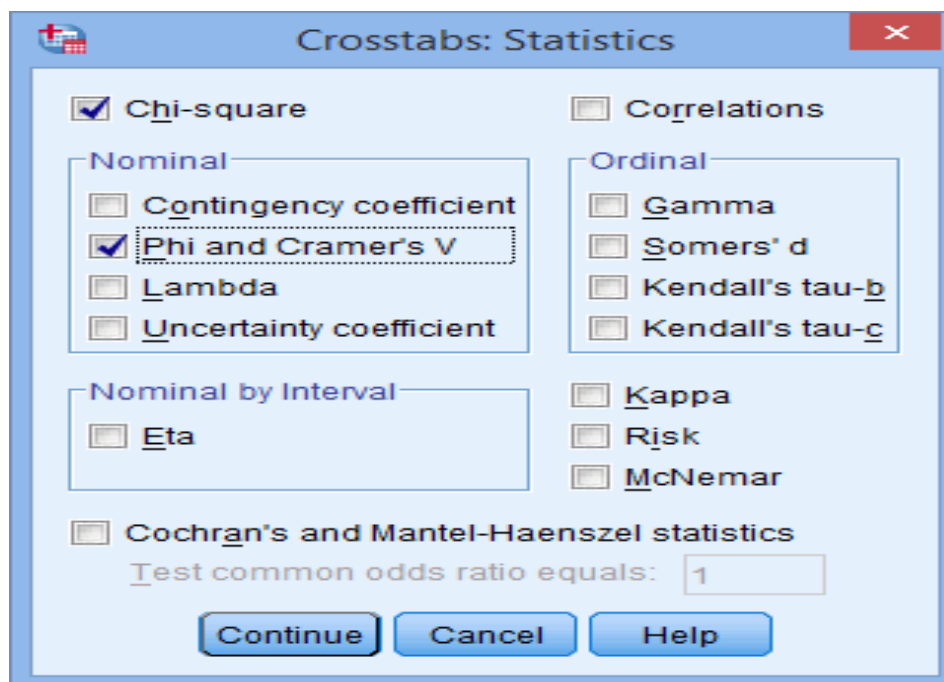 Crosstabs: Statistics
Chi-square
Correlations
Nominal
Contingency coefficient
Phi and Cramer's V
Lambda
Uncertainty coefficient
Ordinal
Gamma
Somers' d
Kendall's tau-b
Kendall's tau-c
Nominal by Interval
Eta
Kappa
Risk
McNemar
Cochran's and Mantel-Haenszel statistics
Test common odds ratio equals: 1
Continue Cancel Help